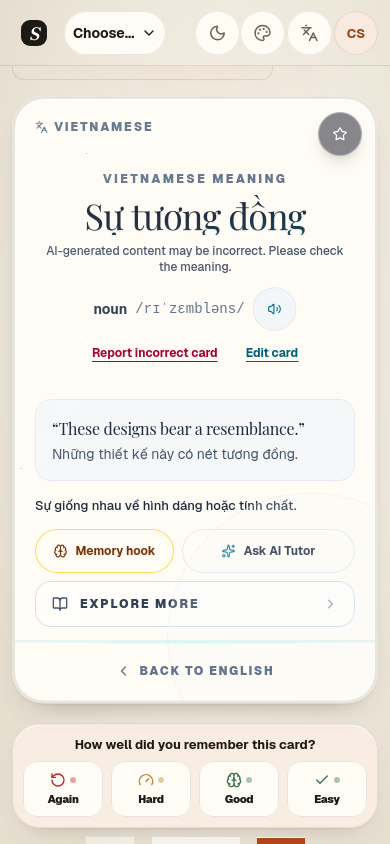 S
Choose...
CS
VIETNAMESE
VIETNAMESE MEANING
Sự tương đồng
AI-generated content may be incorrect. Please check
the meaning.
noun /rɪˈzɛmbləns/
Report incorrect card
Edit card
“These designs bear a resemblance.”
Những thiết kế này có nét tương đồng.
Sự giống nhau về hình dáng hoặc tính chất.
Memory hook
Ask AI Tutor
EXPLORE MORE
BACK TO ENGLISH
How well did you remember this card?
Again
Hard
Good
Easy